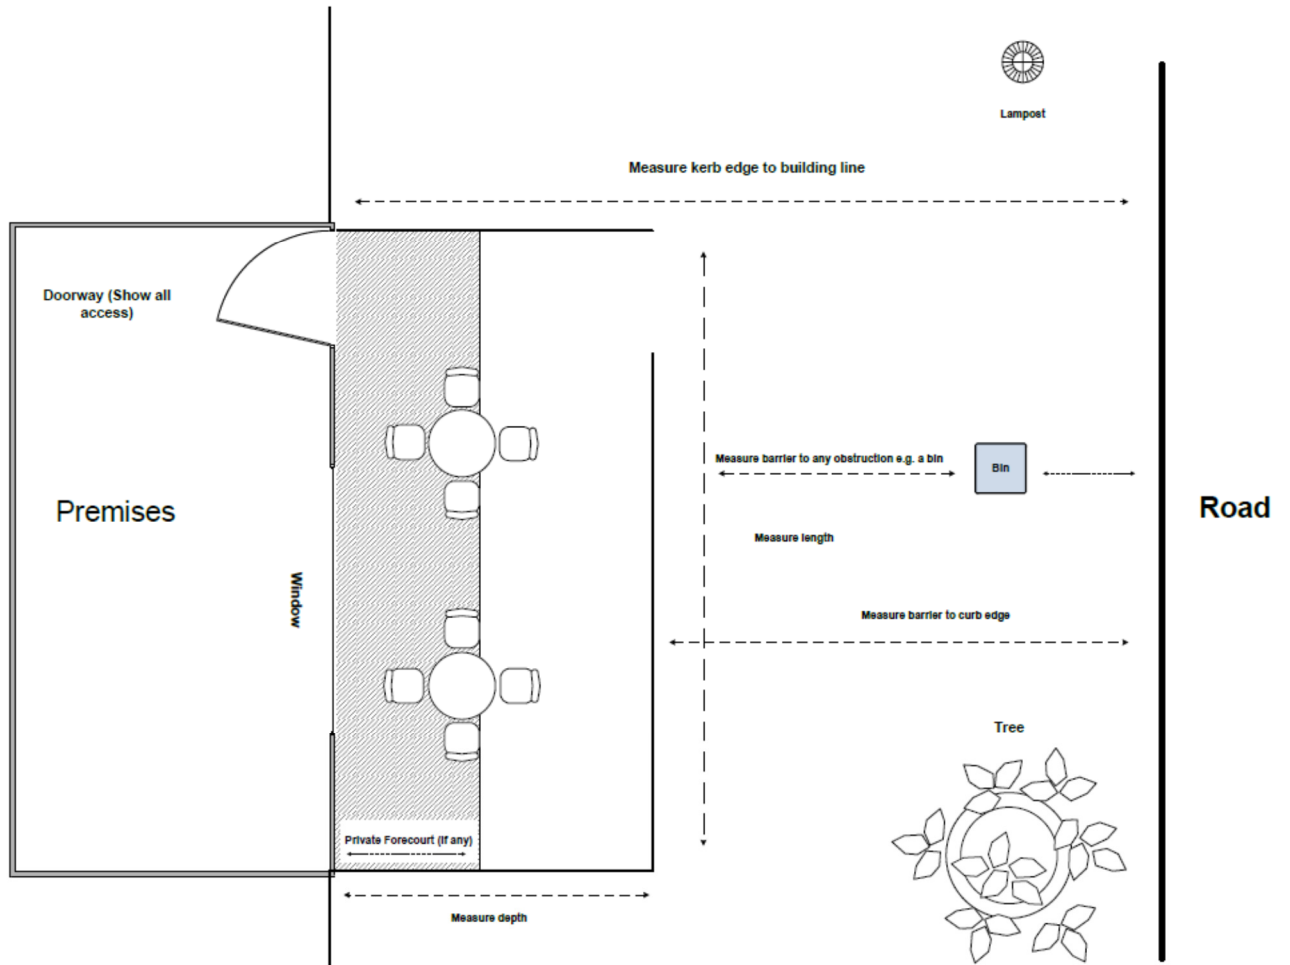 Lampost
Measure kerb edge to building line
Doorway (Show all
access)
Measure barrier to any obstruction e.g. a bin
Bin
Premises
Road
Measure length
Window
Measure barrier to curb edge
Tree
Private Forecourt (if any)
Measure depth